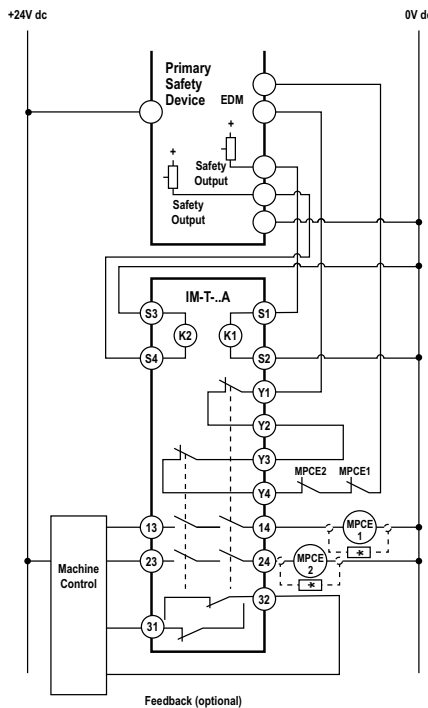 +24V dc
0V dc
Primary
Safety
Device
EDM
+
+
Safety
Output
Safety
Output
IM-T-..A
S3
S1
K2
K1
S4
S2
Y1
Y2
Y3
MPCE2
MPCE1
Y4
13
14
MPCE
1
*
23
24
MPCE
2
*
Machine
Control
32
31
Feedback (optional)